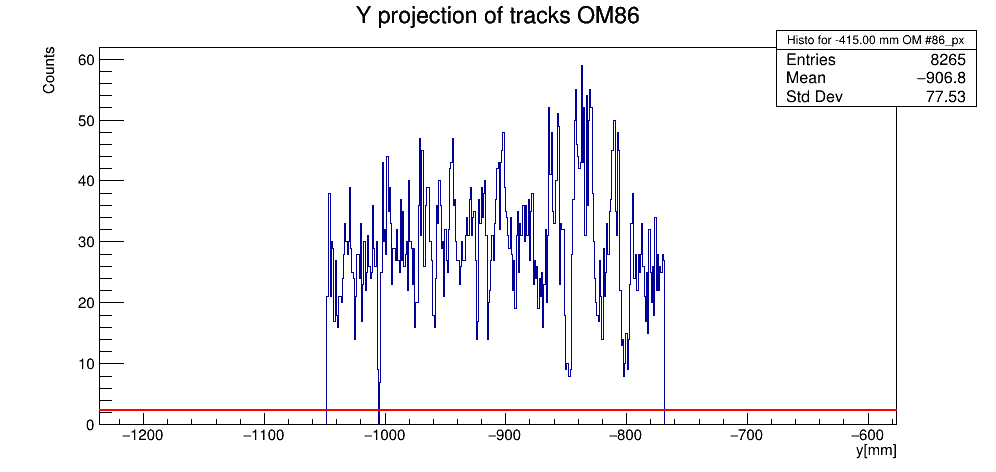 Y projection of tracks OM86
Histo for -415.00 mm OM #86_px
Entries 8265
Mean −906.8
Std Dev 77.53
Counts
60
50
40
30
20
10
0
−1200 −1100 −1000 −900 −800 −700 −600
y[mm]